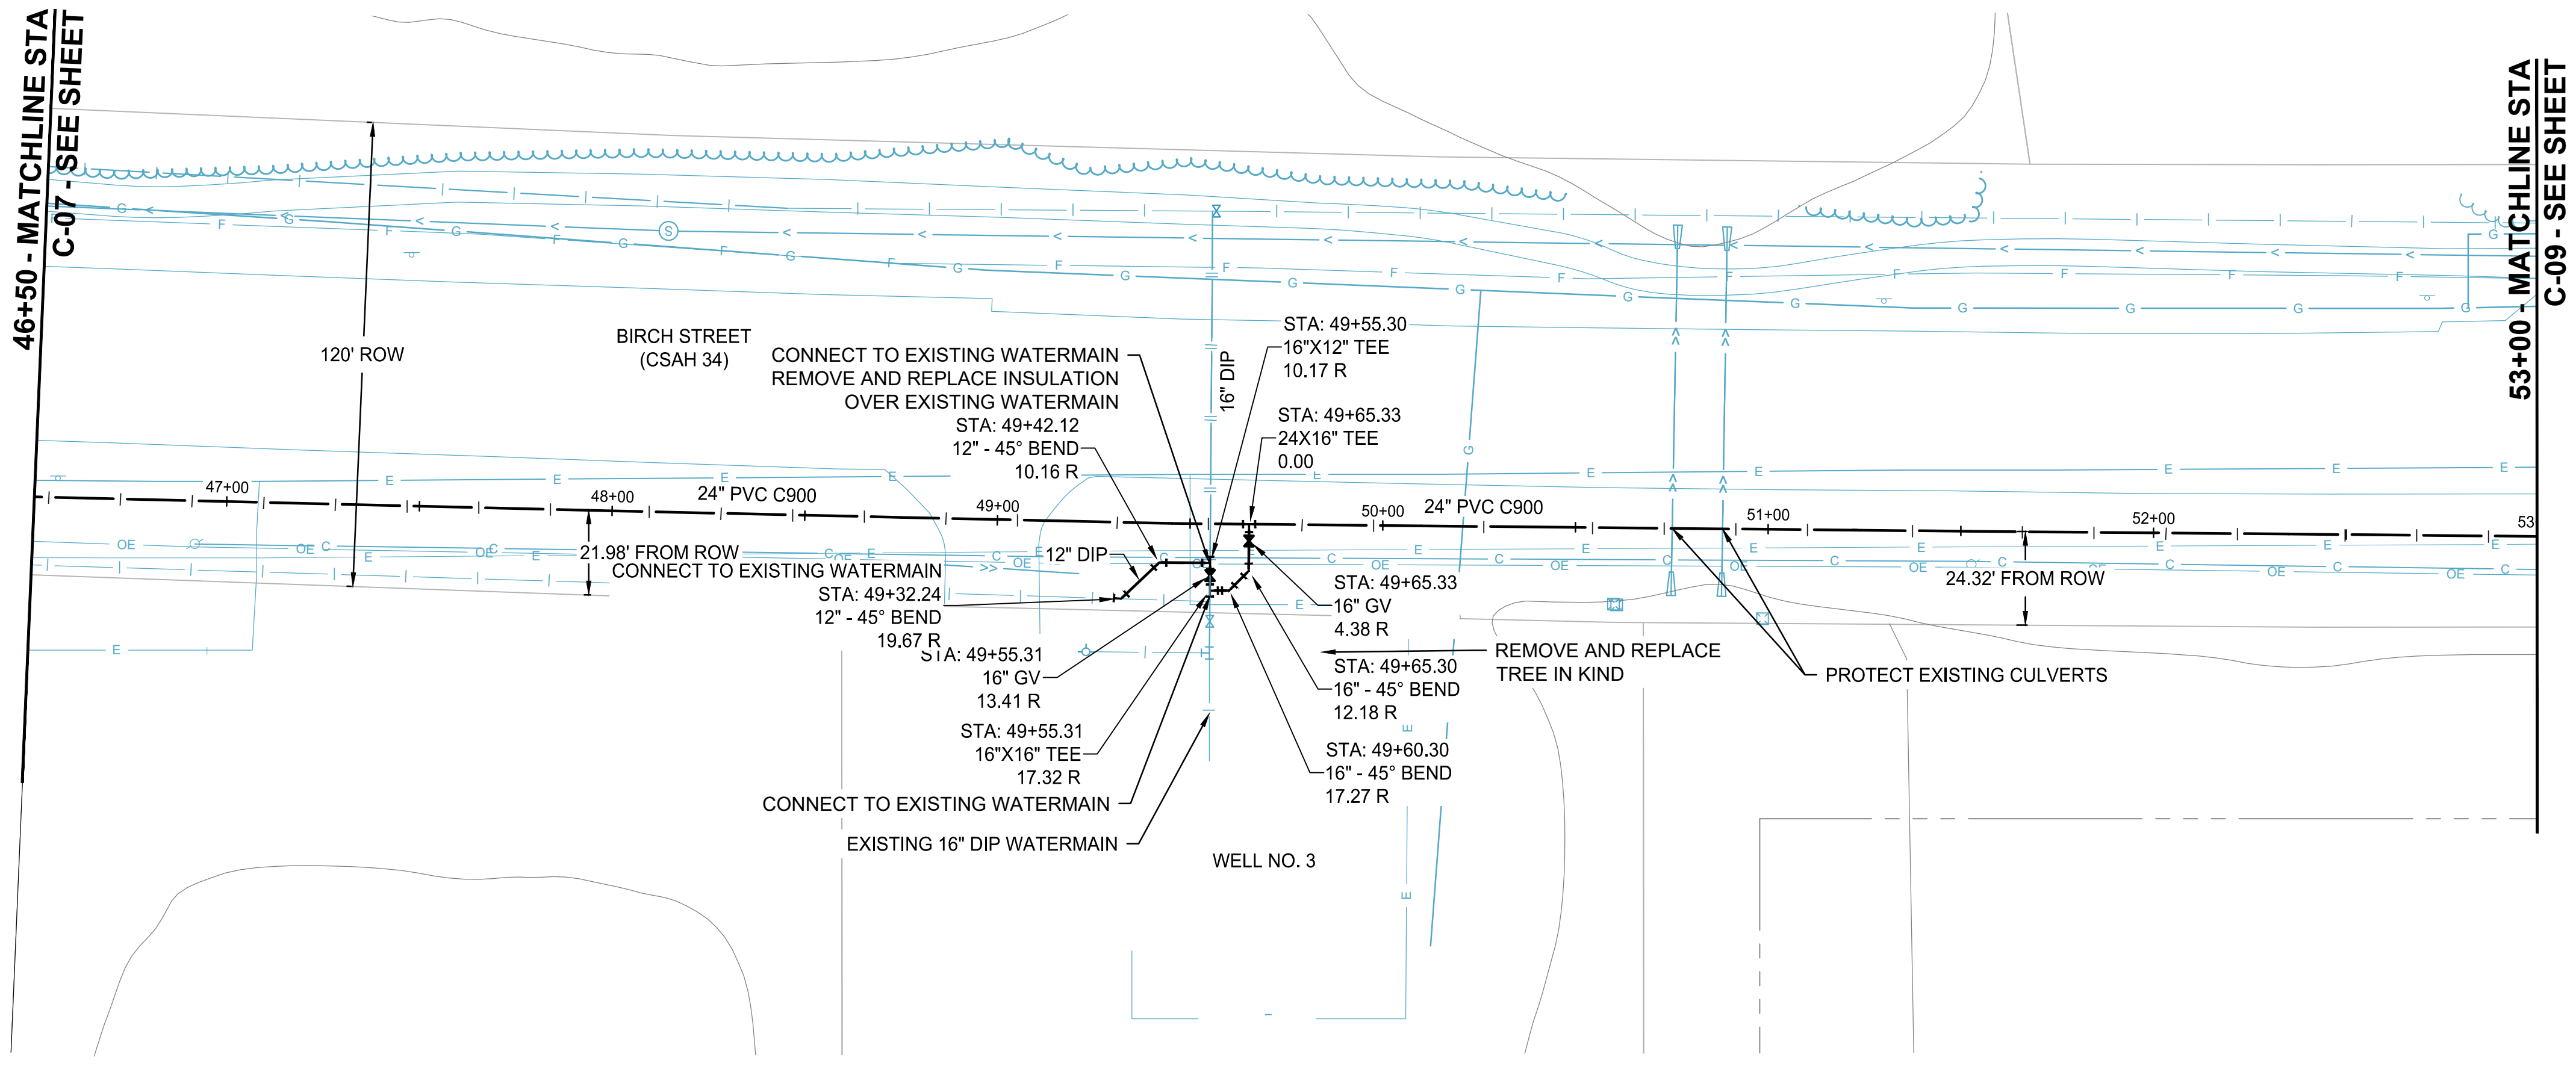 46+50 - MATCHLINE STA
C-07 - SEE SHEET
53+00 - MATCHLINE STA
C-09 - SEE SHEET
120' ROW
BIRCH STREET
(CSAH 34)
CONNECT TO EXISTING WATERMAIN
REMOVE AND REPLACE INSULATION
OVER EXISTING WATERMAIN
STA: 49+42.12
12" - 45° BEND
10.16 R
16" DIP
STA: 49+55.30
16"X12" TEE
10.17 R
STA: 49+65.33
24X16" TEE
0.00
47+00
48+00
24" PVC C900
49+00
50+00
24" PVC C900
51+00
52+00
53
21.98' FROM ROW
12" DIP
CONNECT TO EXISTING WATERMAIN
STA: 49+32.24
12" - 45° BEND
19.67 R
STA: 49+55.31
16" GV
13.41 R
STA: 49+55.31
16"X16" TEE
17.32 R
CONNECT TO EXISTING WATERMAIN
EXISTING 16" DIP WATERMAIN
WELL NO. 3
STA: 49+65.33
16" GV
4.38 R
STA: 49+65.30
16" - 45° BEND
12.18 R
STA: 49+60.30
16" - 45° BEND
17.27 R
REMOVE AND REPLACE
TREE IN KIND
PROTECT EXISTING CULVERTS
24.32' FROM ROW